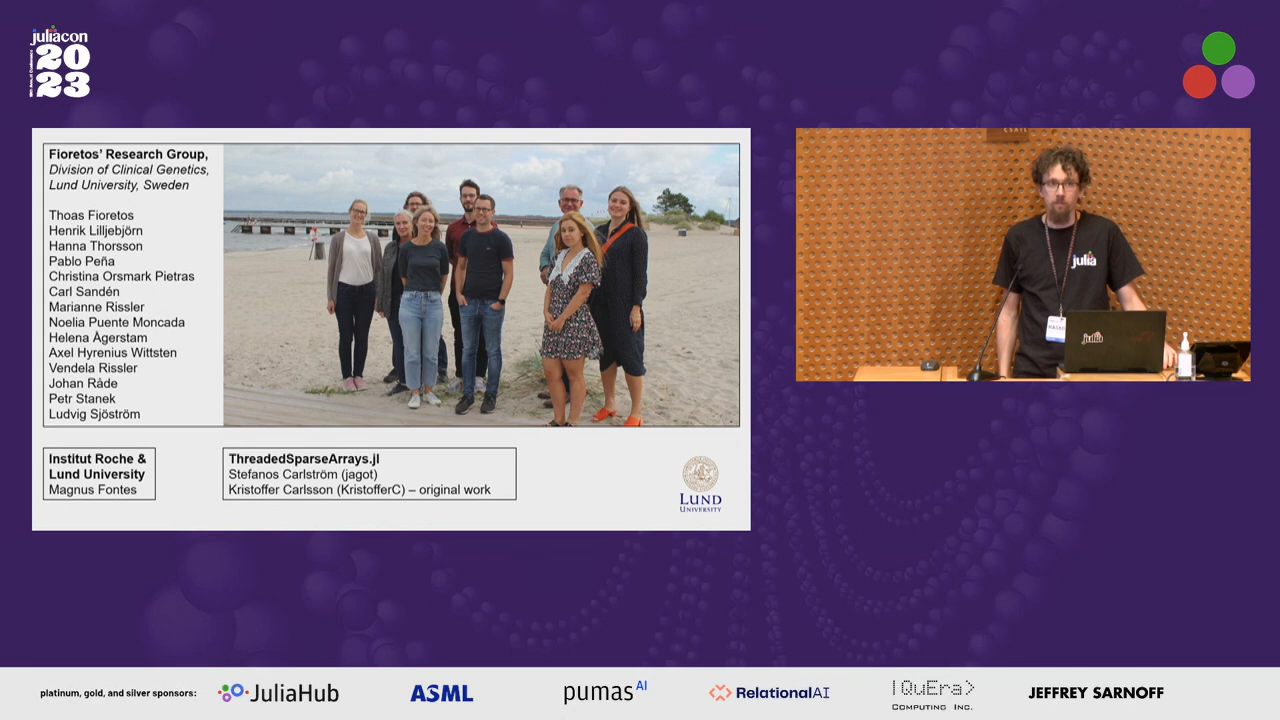 juliacon
20
23
Fioretos' Research Group,
Division of Clinical Genetics,
Lund University, Sweden
Thoas Fioretos
Henrik Lilljebjörn
Hanna Thorsson
Pablo Peña
Christina Orsmark Pietras
Carl Sandén
Marianne Rissler
Noelia Puente Moncada
Helena Ågerstam
Axel Hyrenius Wittsten
Vendela Rissler
Johan Råde
Petr Stanek
Ludvig Sjöström
Institut Roche &
Lund University
Magnus Fontes
ThreadedSparseArrays.jl
Stefanos Carlström (jagot)
Kristoffer Carlsson (KristofferC) – original work
LUND
UNIVERSITY
julia
julia
platinum, gold, and silver sponsors:
JuliaHub
ASML
pumas AI
RelationalAI
|QuEra>
COMPUTING INC.
JEFFREY SARNOFF